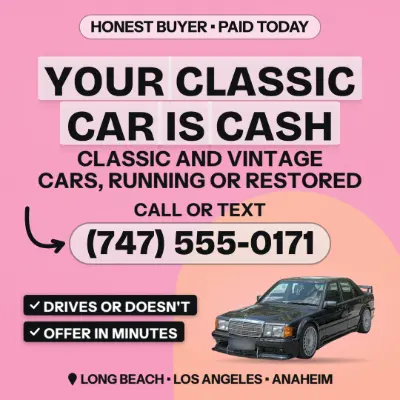 HONEST BUYER • PAID TODAY
YOUR CLASSIC
CAR IS CASH
CLASSIC AND VINTAGE
CARS, RUNNING OR RESTORED
CALL OR TEXT
(747) 555-0171
✓ DRIVES OR DOESN'T
✓ OFFER IN MINUTES
LONG BEACH • LOS ANGELES • ANAHEIM